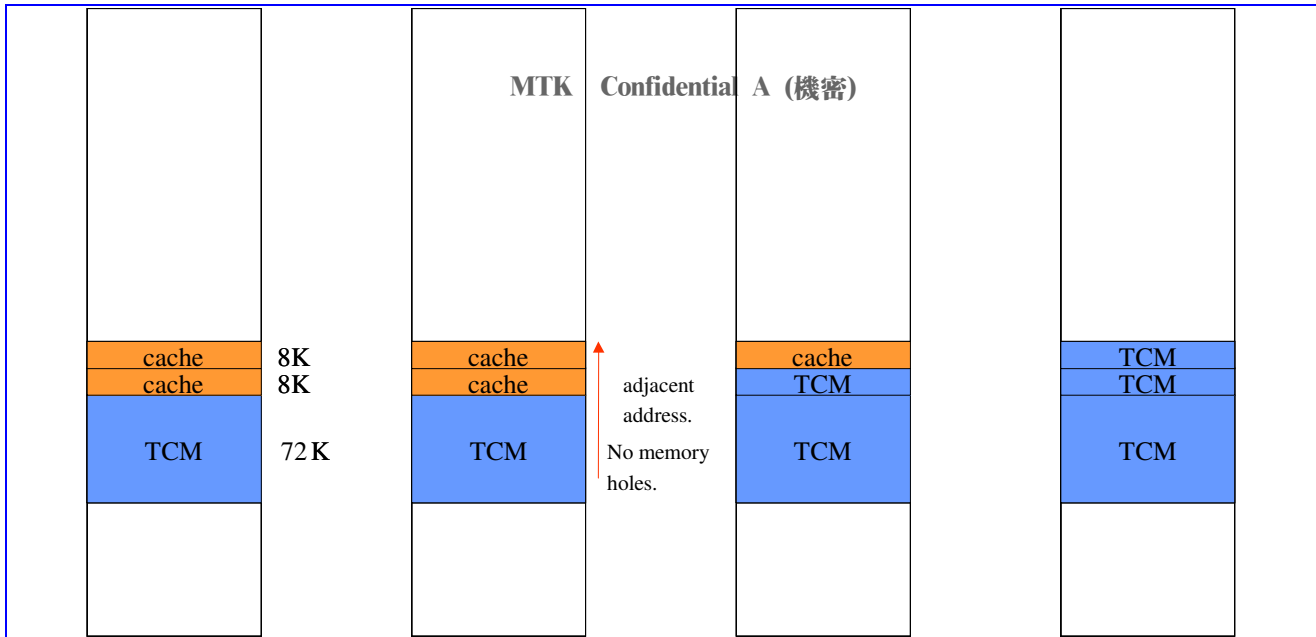 MTK Confidential A (機密)
cache 8K cache cache TCM
cache 8K cache TCM TCM
adjacent
address.
TCM 72K TCM TCM TCM
No memory
holes.